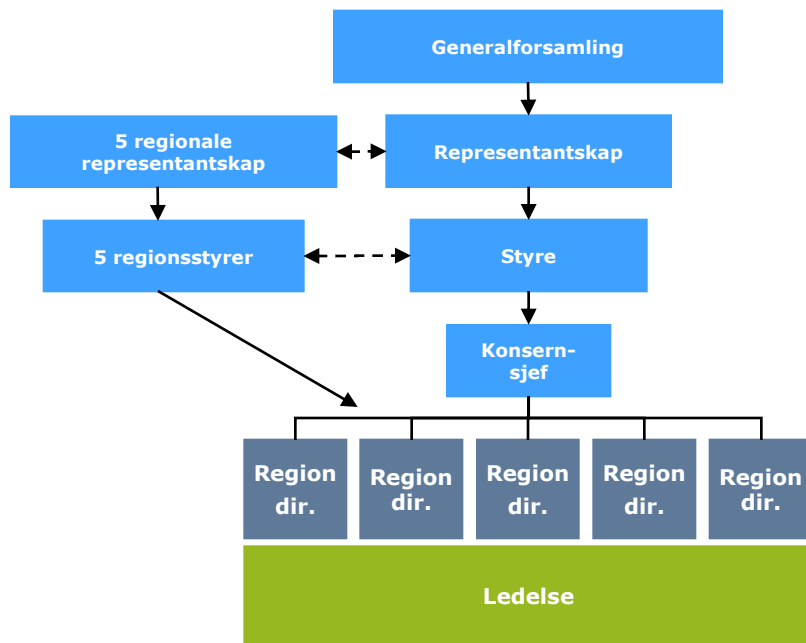 Generalforsamling
5 regionale
representantskap
Representantskap
5 regionsstyrer
Styre
Konsern-
sjef
Region
dir.
Region
dir.
Region
dir.
Region
dir.
Region
dir.
Ledelse